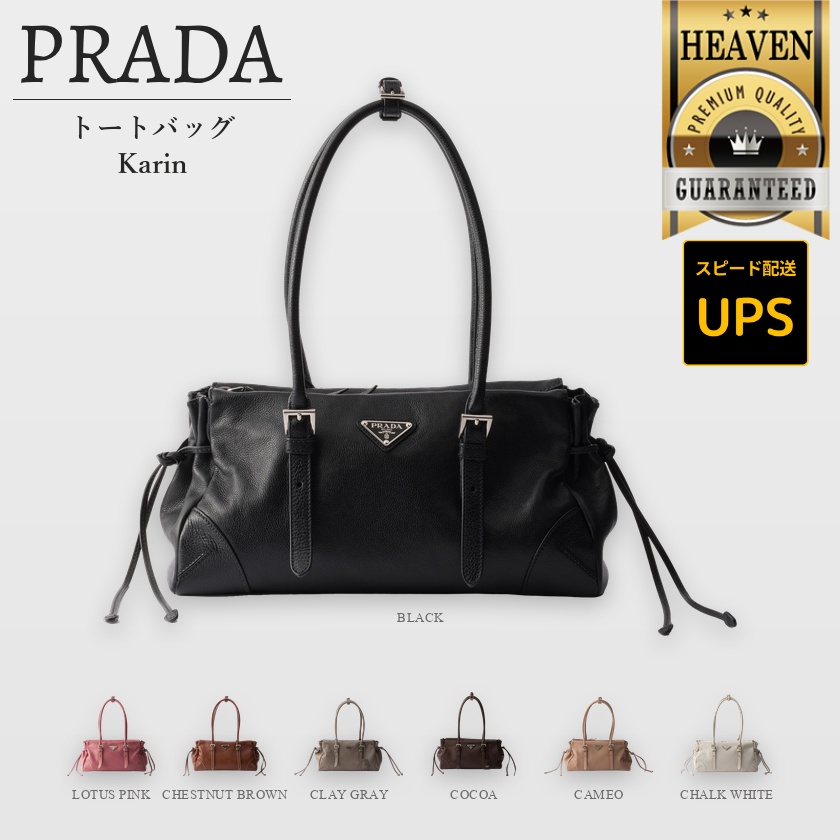 PRADA
トートバッグ
Karin
HEAVEN
PREMIUM QUALITY
GUARANTEED
スピード配送
UPS
PRADA
BLACK
LOTUS PINK
CHESTNUT BROWN
CLAY GRAY
COCOA
CAMEO
CHALK WHITE